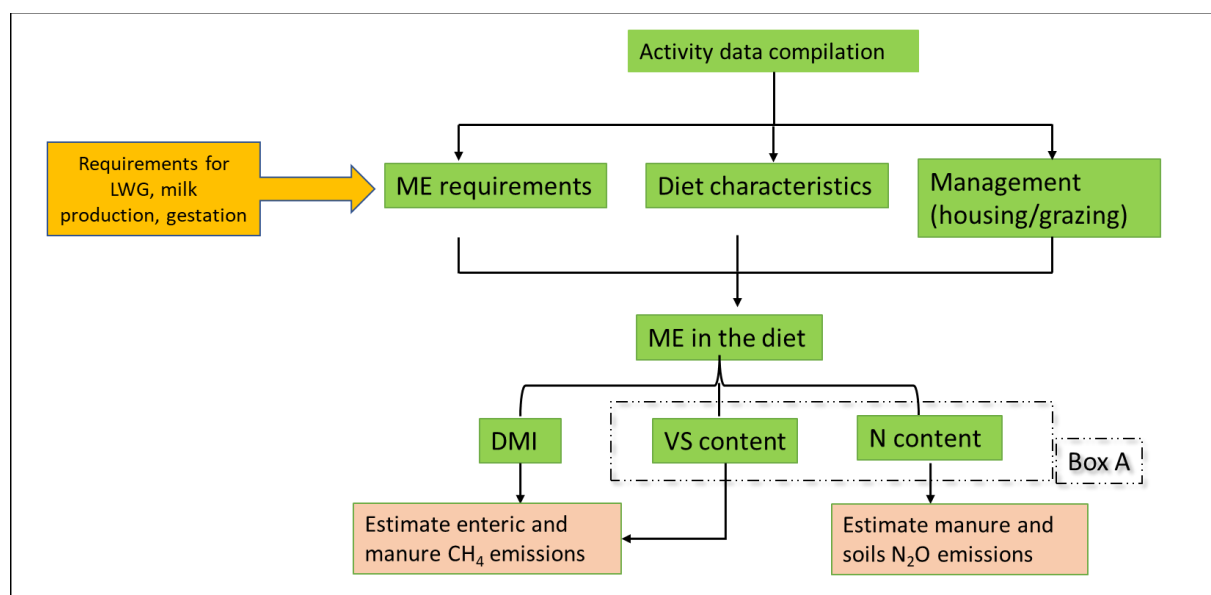 Activity data compilation
Requirements for
LWG, milk
production, gestation
ME requirements
Diet characteristics
Management
(housing/grazing)
ME in the diet
DMI
VS content
N content
Box A
Estimate enteric and
manure CH₄ emissions
Estimate manure and
soils N₂O emissions